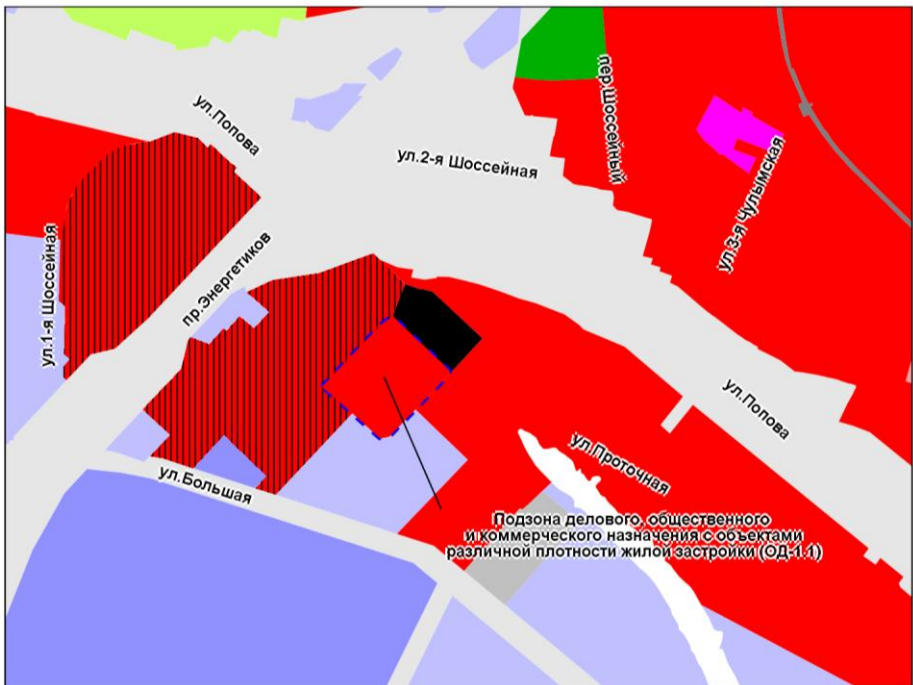 ул.Попова
пер.Шоссейный
ул.2-я Шоссейная
ул.3-я Чулымская
ул.1-я Шоссейная
пр.Энергетиков
ул.Попова
ул.Проточная
ул.Большая
Подзона делового, общественного
и коммерческого назначения с объектами
различной плотности жилой застройки (ОД-1.1)